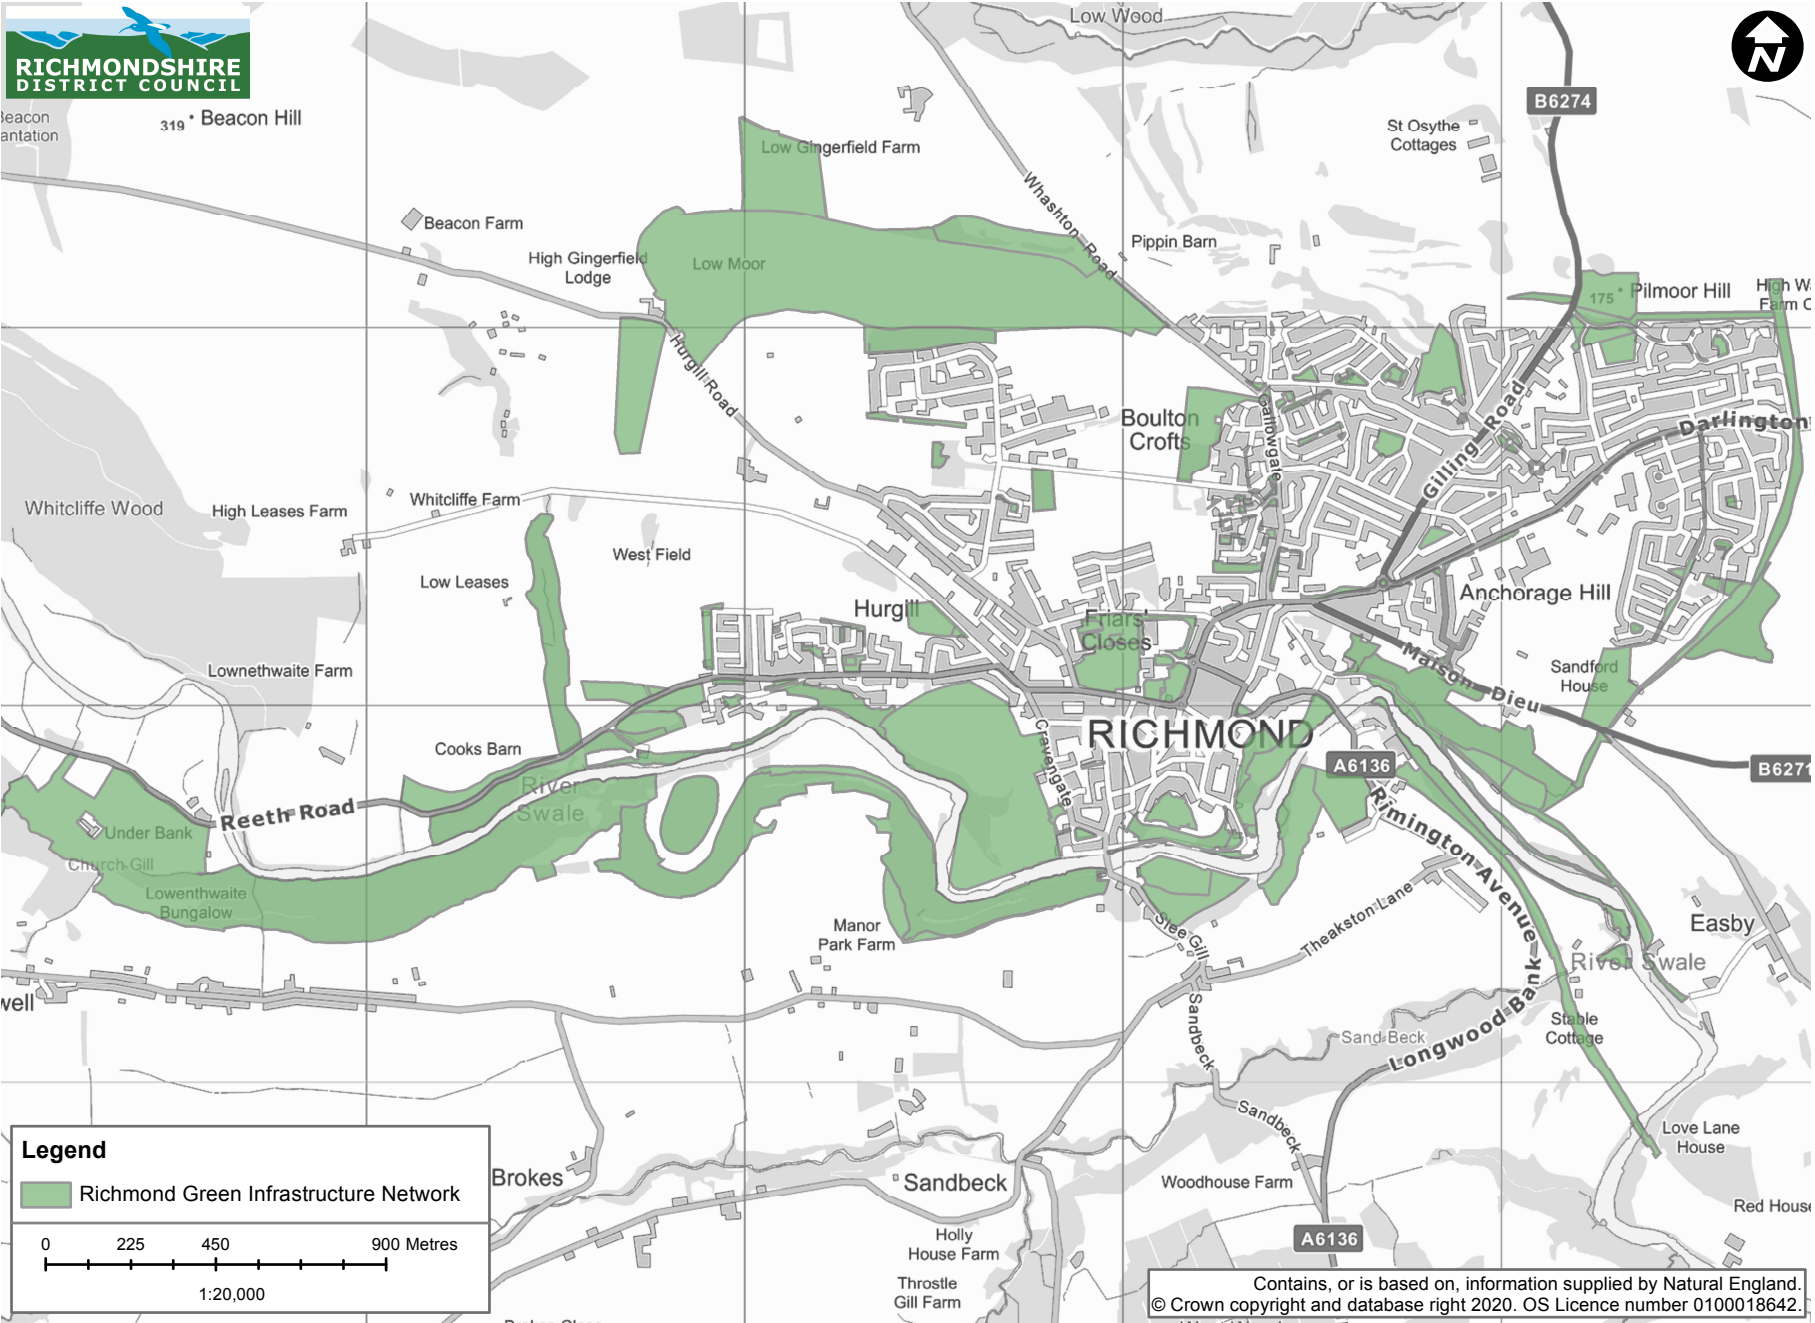 RICHMONDSHIRE
DISTRICT COUNCIL
Low Wood
N
B6274
319 Beacon Hill
St Osythe
Cottages
Low Gingerfield Farm
Whashton Road
Beacon Farm
Pippin Barn
High Gingerfield
Lodge
Low Moor
175 Pilmoor Hill
Hurgill Road
Boulton
Crofts
Gallowgate
Gilling Road
Darlington
Whitcliffe Wood
High Leases Farm
Whitcliffe Farm
West Field
Low Leases
Hurgill
Friars'
Closes
Anchorage Hill
Lownethwaite Farm
Maison Dieu
Sandford
House
Cooks Barn
Cravengate
RICHMOND
A6136
B6271
Reeth Road
River
Swale
Under Bank
Church Gill
Lowenthwaite
Bungalow
Rimington Avenue
Theakston Lane
Manor
Park Farm
Slee Gill
Easby
River Swale
Sandbeck
Stable
Cottage
Sand Beck
Longwood Bank
Sandbeck
Love Lane
House
Brokes
Sandbeck
Woodhouse Farm
Red House
Holly
House Farm
A6136
Throstle
Gill Farm
Legend
Richmond Green Infrastructure Network
0 225 450 900 Metres
1:20,000
Contains, or is based on, information supplied by Natural England.
© Crown copyright and database right 2020. OS Licence number 0100018642.